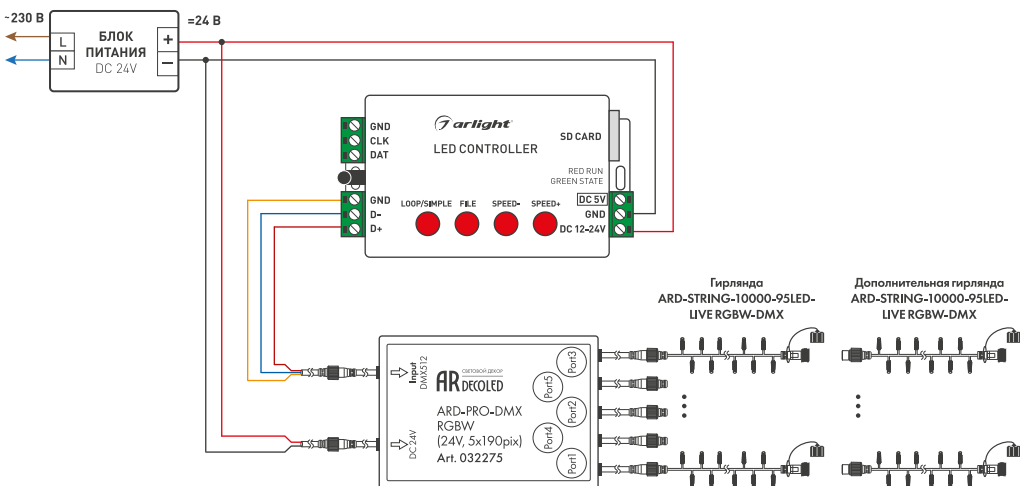 ~230 В
=24 В
L
N
БЛОК
ПИТАНИЯ
DC 24V
+
−
GND
CLK
DAT
arlight
LED CONTROLLER
SD CARD
RED RUN
GREEN STATE
GND
D-
D+
LOOP/SIMPLE
FILE
SPEED-
SPEED+
DC 5V
GND
DC 12-24V
Гирлянда
ARD-STRING-10000-95LED-
LIVE RGBW-DMX
Дополнительная гирлянда
ARD-STRING-10000-95LED-
LIVE RGBW-DMX
Input
DMX512
DC 24V
AR
СВЕТОВОЙ ДЕКОР
DECOLED
ARD-PRO-DMX
RGBW
(24V, 5x190pix)
Art. 032275
Port3
Port5
Port2
Port4
Port1